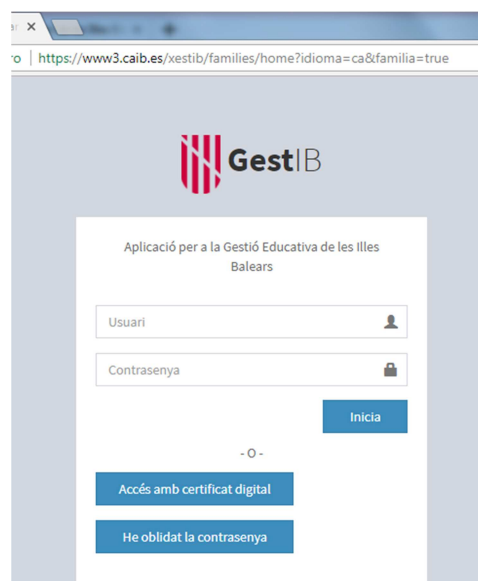 https://www3.caib.es/xestib/families/home?idioma=ca&familia=true
GestIB
Aplicació per a la Gestió Educativa de les Illes
Balears
Usuari
Contrasenya
Inicia
- O -
Accés amb certificat digital
He oblidat la contrasenya